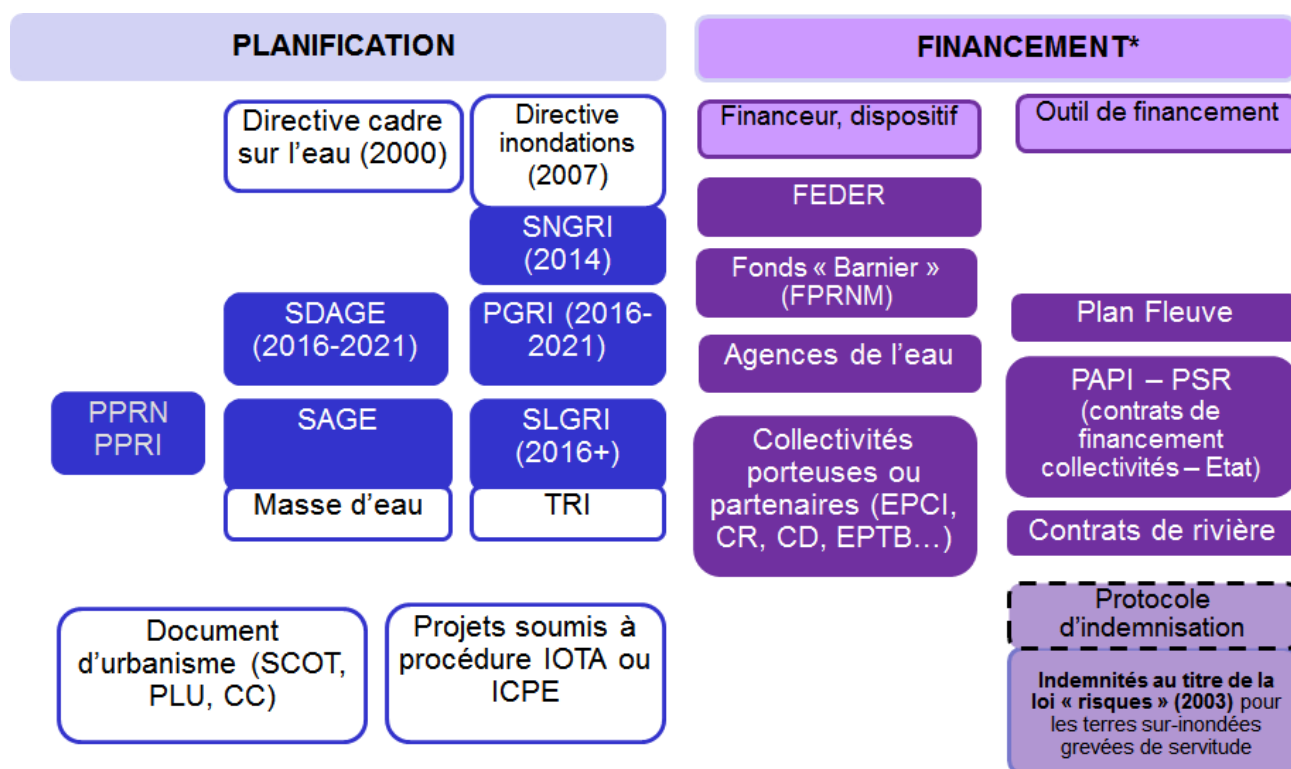 PLANIFICATION
Directive cadre
sur l’eau (2000)
Directive
inondations
(2007)
SNGRI
(2014)
SDAGE
(2016-2021)
PGRI (2016-
2021)
PPRN
PPRI
SAGE
SLGRI
(2016+)
Masse d’eau
TRI
Document
d’urbanisme (SCOT,
PLU, CC)
Projets soumis à
procédure IOTA ou
ICPE
FINANCEMENT*
Financeur, dispositif
FEDER
Fonds « Barnier »
(FPRNM)
Agences de l’eau
Collectivités
porteuses ou
partenaires (EPCI,
CR, CD, EPTB…)
Outil de financement
Plan Fleuve
PAPI – PSR
(contrats de
financement
collectivités – Etat)
Contrats de rivière
Protocole
d’indemnisation
Indemnités au titre de la
loi « risques » (2003) pour
les terres sur-inondées
grevées de servitude